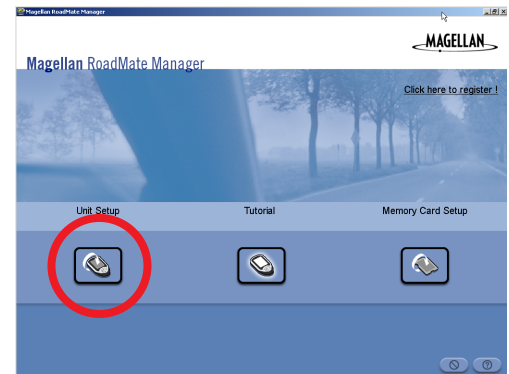 Magellan RoadMate Manager
MAGELLAN
Magellan RoadMate Manager
Click here to register !
Unit Setup
Tutorial
Memory Card Setup